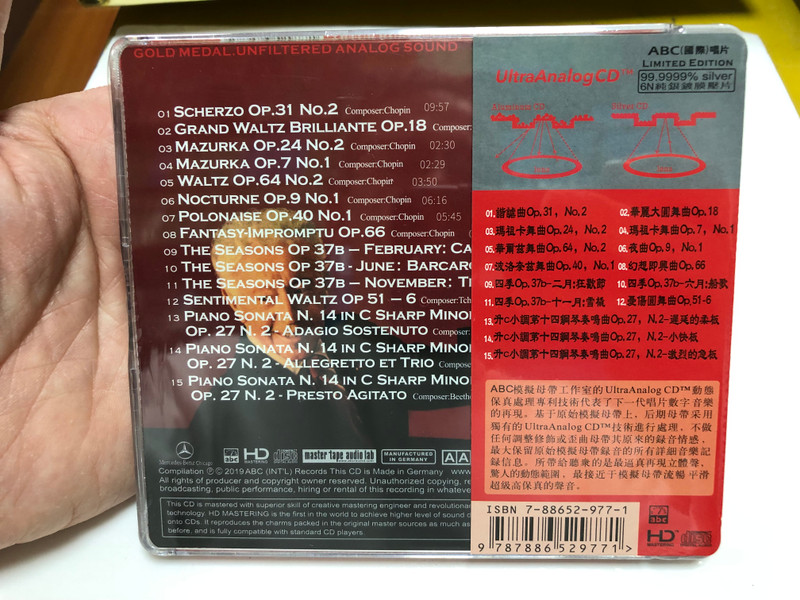 GOLD MEDAL.UNFILTERED ANALOG SOUND
01 SCHERZO OP.31 NO.2 Composer:Chopin 09:57
02 GRAND WALTZ BRILLIANTE OP.18 Composer:
03 MAZURKA OP.24 NO.2 Composer:Chopin 02:30
04 MAZURKA OP.7 NO.1 Composer:Chopin 02:29
05 WALTZ OP.64 NO.2 Composer:Chopin 03:50
06 NOCTURNE OP.9 NO.1 Composer:Chopin 06:16
07 POLONAISE OP.40 NO.1 Composer:Chopin 05:45
08 FANTASY-IMPROMPTU OP.66 Composer:Chopin
09 THE SEASONS OP 37B – FEBRUARY: CA
10 THE SEASONS OP 37B - JUNE: BARCAR
11 THE SEASONS OP 37B – NOVEMBER: T
12 SENTIMENTAL WALTZ OP 51 – 6 Composer:Tch
13 PIANO SONATA N. 14 IN C SHARP MINO
OP. 27 N. 2 - ADAGIO SOSTENUTO Composer
14 PIANO SONATA N. 14 IN C SHARP MINO
OP. 27 N. 2 - ALLEGRETTO ET TRIO Compos
15 PIANO SONATA N. 14 IN C SHARP MINO
OP. 27 N. 2 - PRESTO AGITATO Composer:Beetho
Mercedes-Benz Chicago
abc
HD
MASTERING
master tape audio lab
MANUFACTURED
IN GERMANY
AA
Compilation Ⓟ © 2019 ABC (INT'L) Records This CD is Made in Germany www
All rights of producer and copyright owner reserved. Unauthorized copying, re
broadcasting, public performance, hiring or rental of this recording in whateve
This CD is mastered with superior skill of creative mastering engineer and revolutionar
technology. HD MASTERING is the first in the world to achieve higher level of sound d
onto CDs. It reproduces the charms packed in the original master sources as much as
before, and is fully compatible with standard CD players.
ABC(國際)唱片
LIMITED EDITION
UltraAnalogCD™
99.9999% silver
6N純銀鍍膜壓片
01.諧謔曲Op.31, No.2
02.華麗大圓舞曲Op.18
03.瑪祖卡舞曲Op.24, No.2
04.瑪祖卡舞曲Op.7, No.1
05.華爾兹舞曲Op.64, No.2
06.夜曲Op.9, No.1
07.波洛奈兹舞曲Op.40, No.1
08.幻想即興曲Op.66
09.四季Op.37b-二月:狂歡節
10.四季Op.37b-六月:船歌
11.四季Op.37b-十一月:雪橇
12.憂傷圓舞曲Op.51-6
13.升c小調第十四鋼琴奏鳴曲Op.27, N.2-遲延的柔板
14.升c小調第十四鋼琴奏鳴曲Op.27, N.2-小快板
15.升c小調第十四鋼琴奏鳴曲Op.27, N.2-激烈的急板
ABC模擬母帶工作室的UltraAnalogCD™動態
保真處理專利技術代表了下一代唱片數字音樂
的再現。基于原始模擬母帶上，后期母帶采用
獨有的UltraAnalogCD™技術進行處理。不做
任何調整修飾或歪曲母帶其原來的録音情感，
最大保留原始模擬母帶録音的所有詳細音樂記
録信息。所帶給聽衆的是最逼真再現立體聲，
驚人的動態範圍，最接近于模擬母帶流暢平滑
超級高保真的聲音。
ISBN 7-88652-977-1
9 787886 529771 >
abc
HD
MASTERING